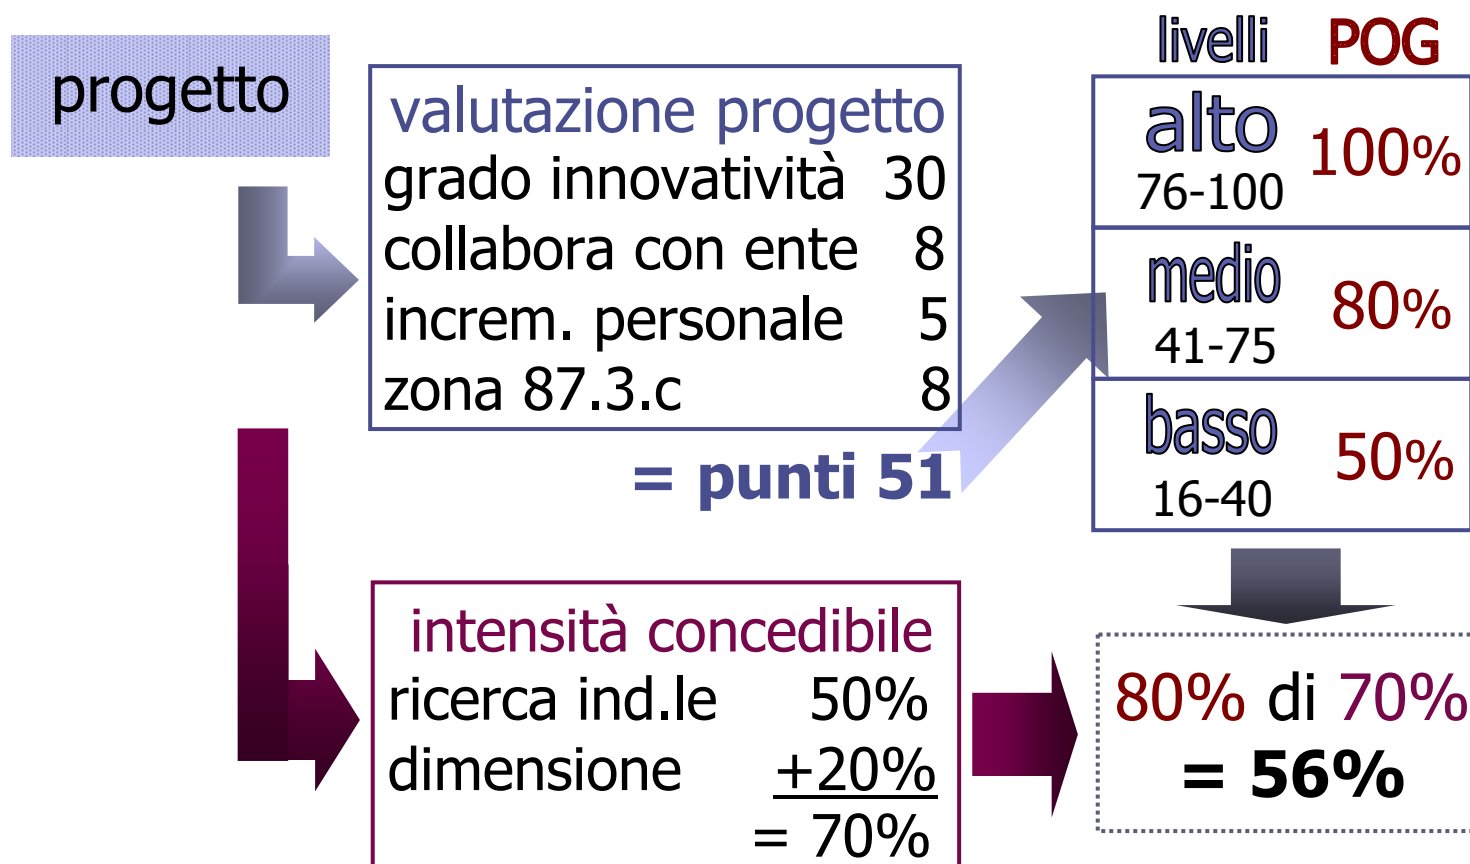 progetto
valutazione progetto
grado innovatività 30
collabora con ente 8
increm. personale 5
zona 87.3.c 8
= punti 51
livelli POG
alto 100%
76-100
medio 80%
41-75
basso 50%
16-40
intensità concedibile
ricerca ind.le 50%
dimensione +20%
= 70%
80% di 70%
= 56%